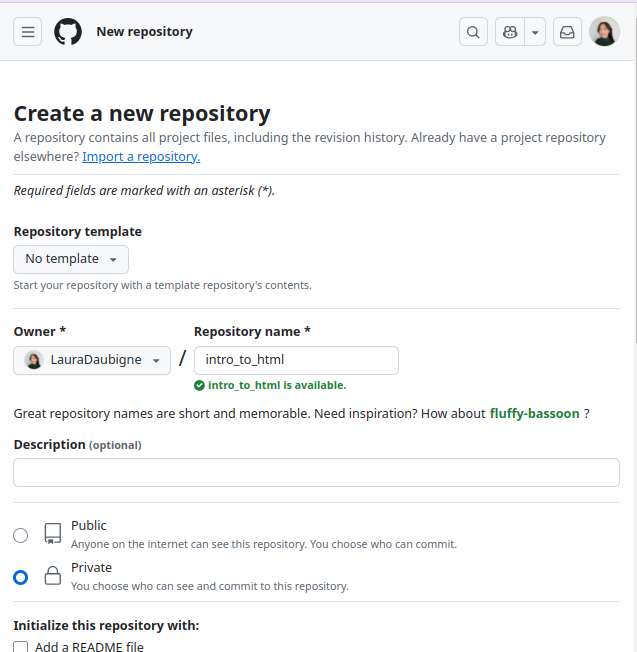 New repository
Create a new repository
A repository contains all project files, including the revision history. Already have a project repository
elsewhere? Import a repository.
Required fields are marked with an asterisk (*).
Repository template
No template
Start your repository with a template repository's contents.
Owner *
Repository name *
LauraDaubigne
/
intro_to_html
intro_to_html is available.
Great repository names are short and memorable. Need inspiration? How about fluffy-bassoon ?
Description (optional)
Public
Anyone on the internet can see this repository. You choose who can commit.
Private
You choose who can see and commit to this repository.
Initialize this repository with:
Add a README file